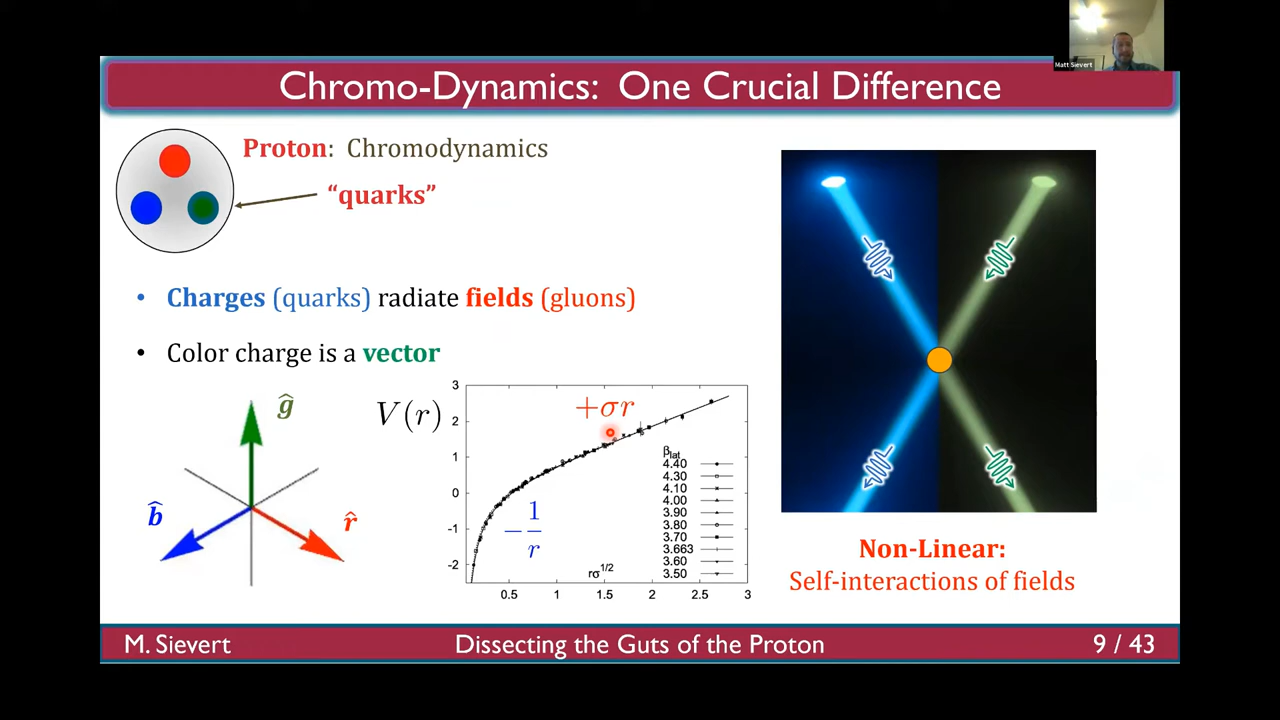 Matt Sievert
Chromo-Dynamics: One Crucial Difference
Proton: Chromodynamics
“quarks”
• Charges (quarks) radiate fields (gluons)
• Color charge is a vector
ĝ
b̂
r̂
V(r)
+σr
−1/r
3
2
1
0
-1
-2
0.5 1 1.5 2 2.5 3
rσ^1/2
β_lat
4.40
4.30
4.10
4.00
3.90
3.80
3.70
3.663
3.60
3.50
Non-Linear:
Self-interactions of fields
M. Sievert Dissecting the Guts of the Proton 9 / 43